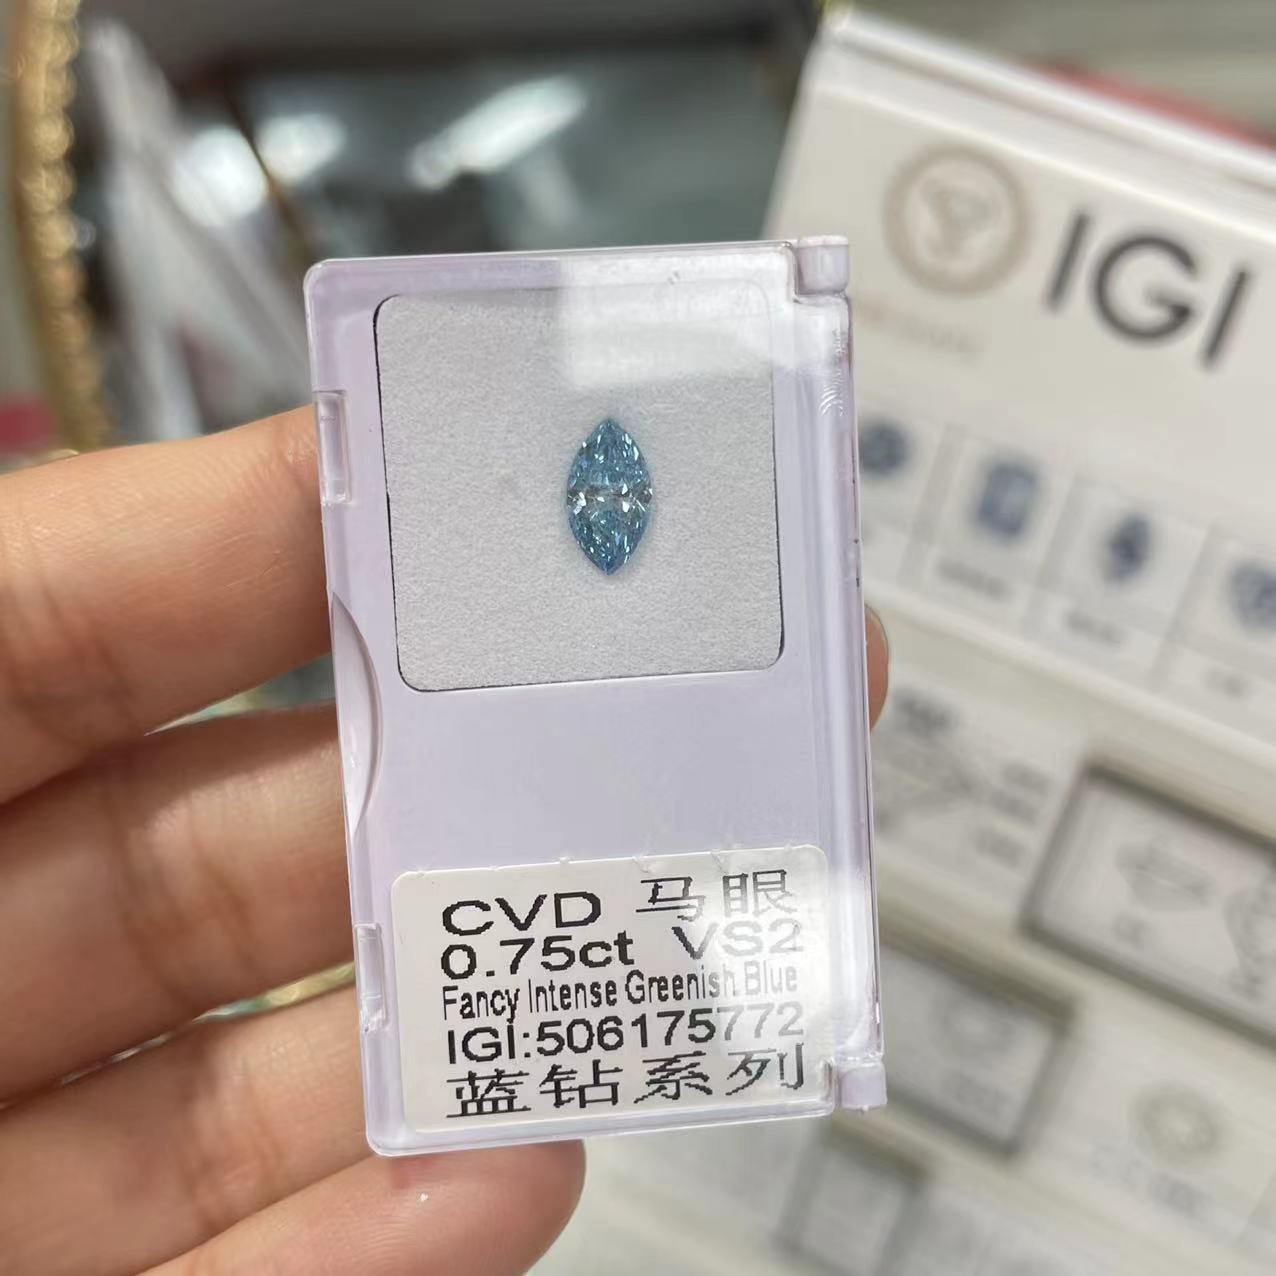 IGI
CVD 马眼
0.75ct VS2
Fancy Intense Greenish Blue
IGI:506175772
蓝钻系列